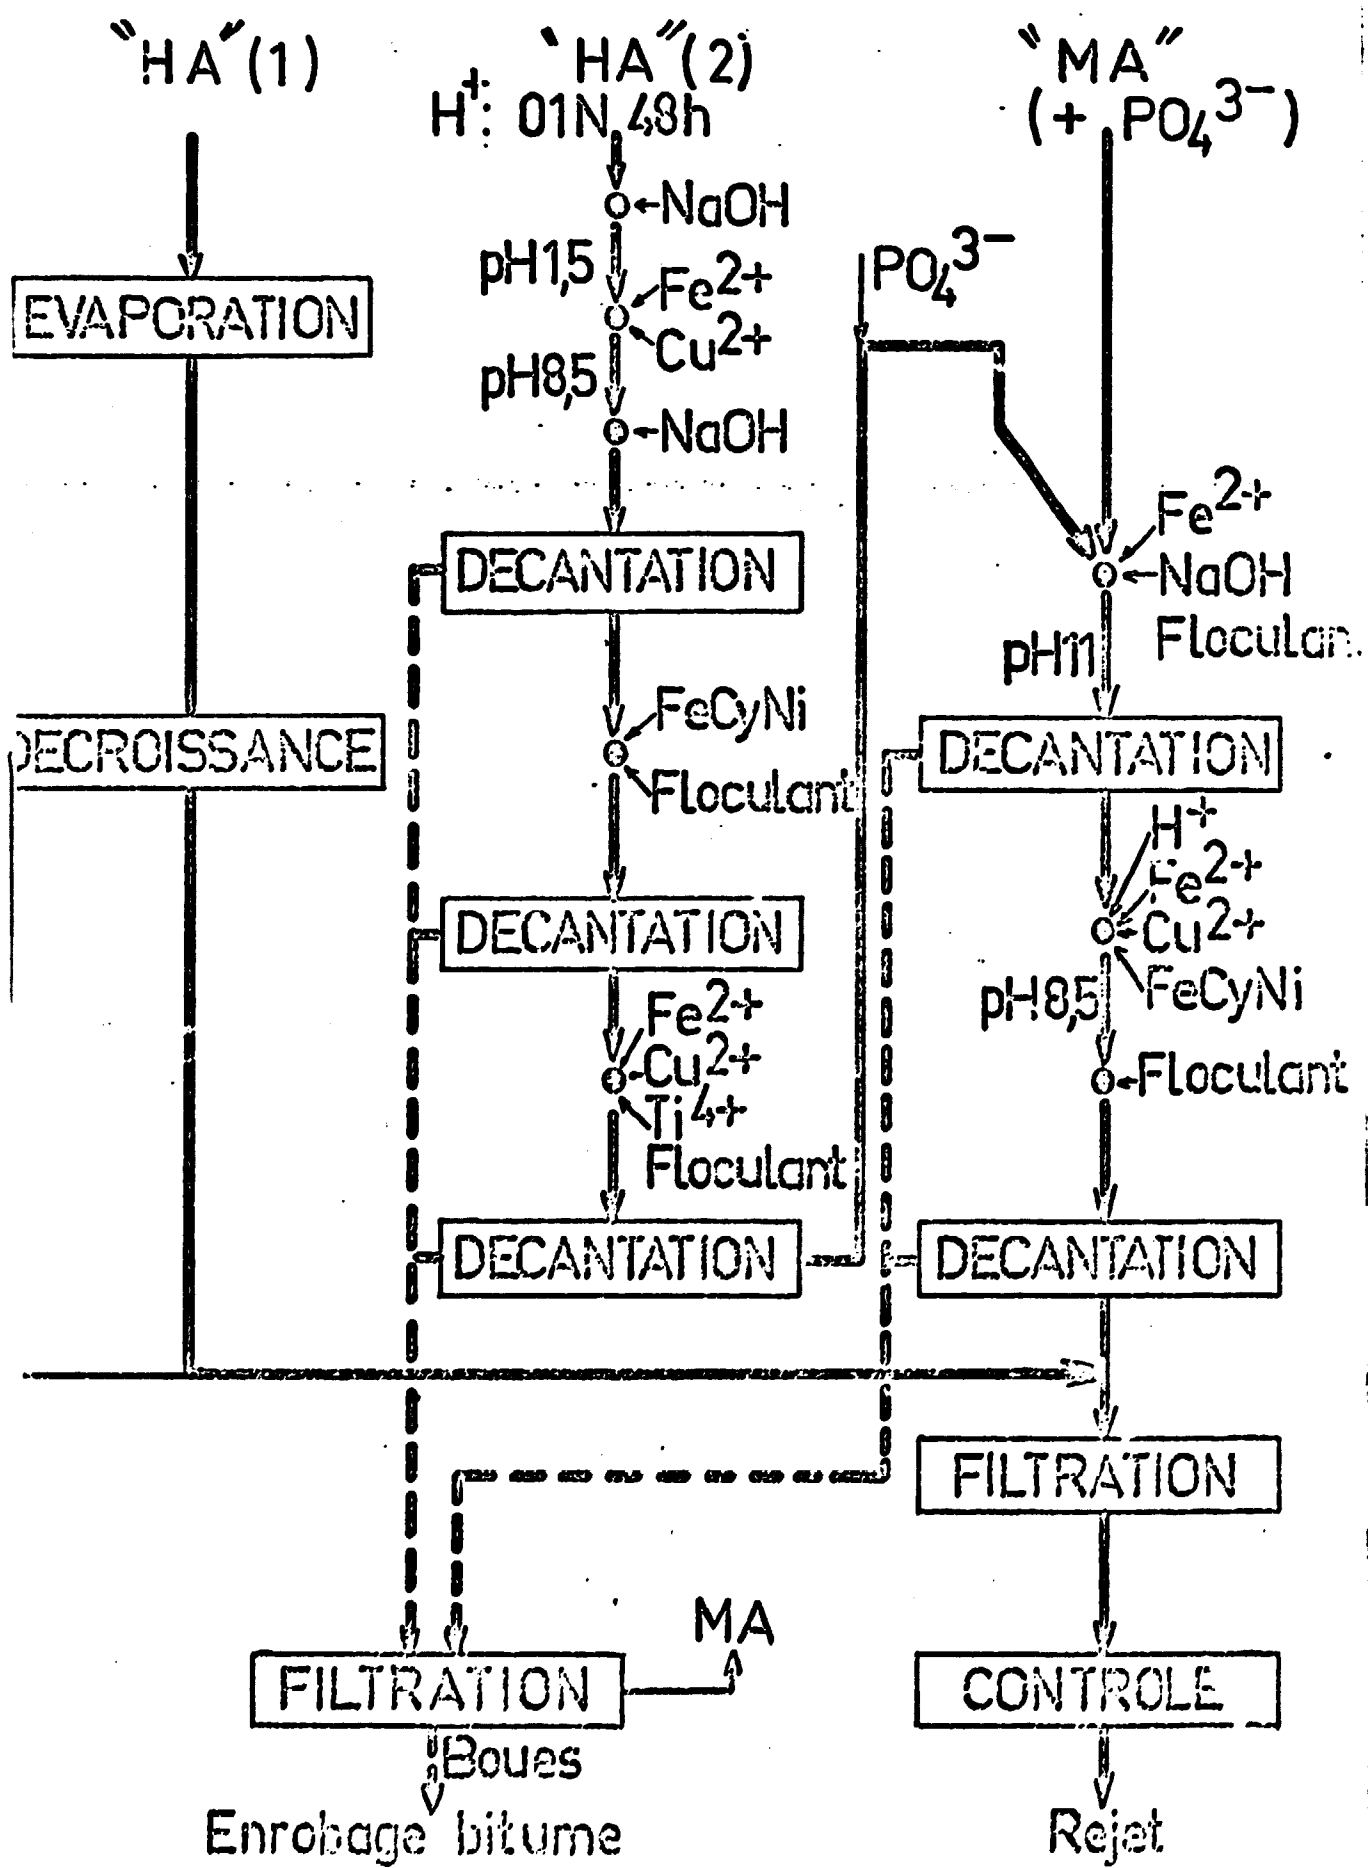 "HA"(1)
"HA"(2)
H⁺: 01N 48h
"MA"
(+ PO₄³⁻)
NaOH
pH1,5
Fe²⁺
Cu²⁺
pH8,5
NaOH
PO₄³⁻
EVAPORATION
DECANTATION
Fe²⁺
NaOH
Floculan
pH11
FeCyNi
Floculant
DECROISSANCE
DECANTATION
DECANTATION
H⁺
Fe²⁺
Cu²⁺
FeCyNi
pH8,5
Floculant
Fe²⁺
Cu²⁺
Ti⁴⁺
Floculant
DECANTATION
DECANTATION
FILTRATION
MA
FILTRATION
CONTROLE
Boues
Enrobage bitume
Rejet